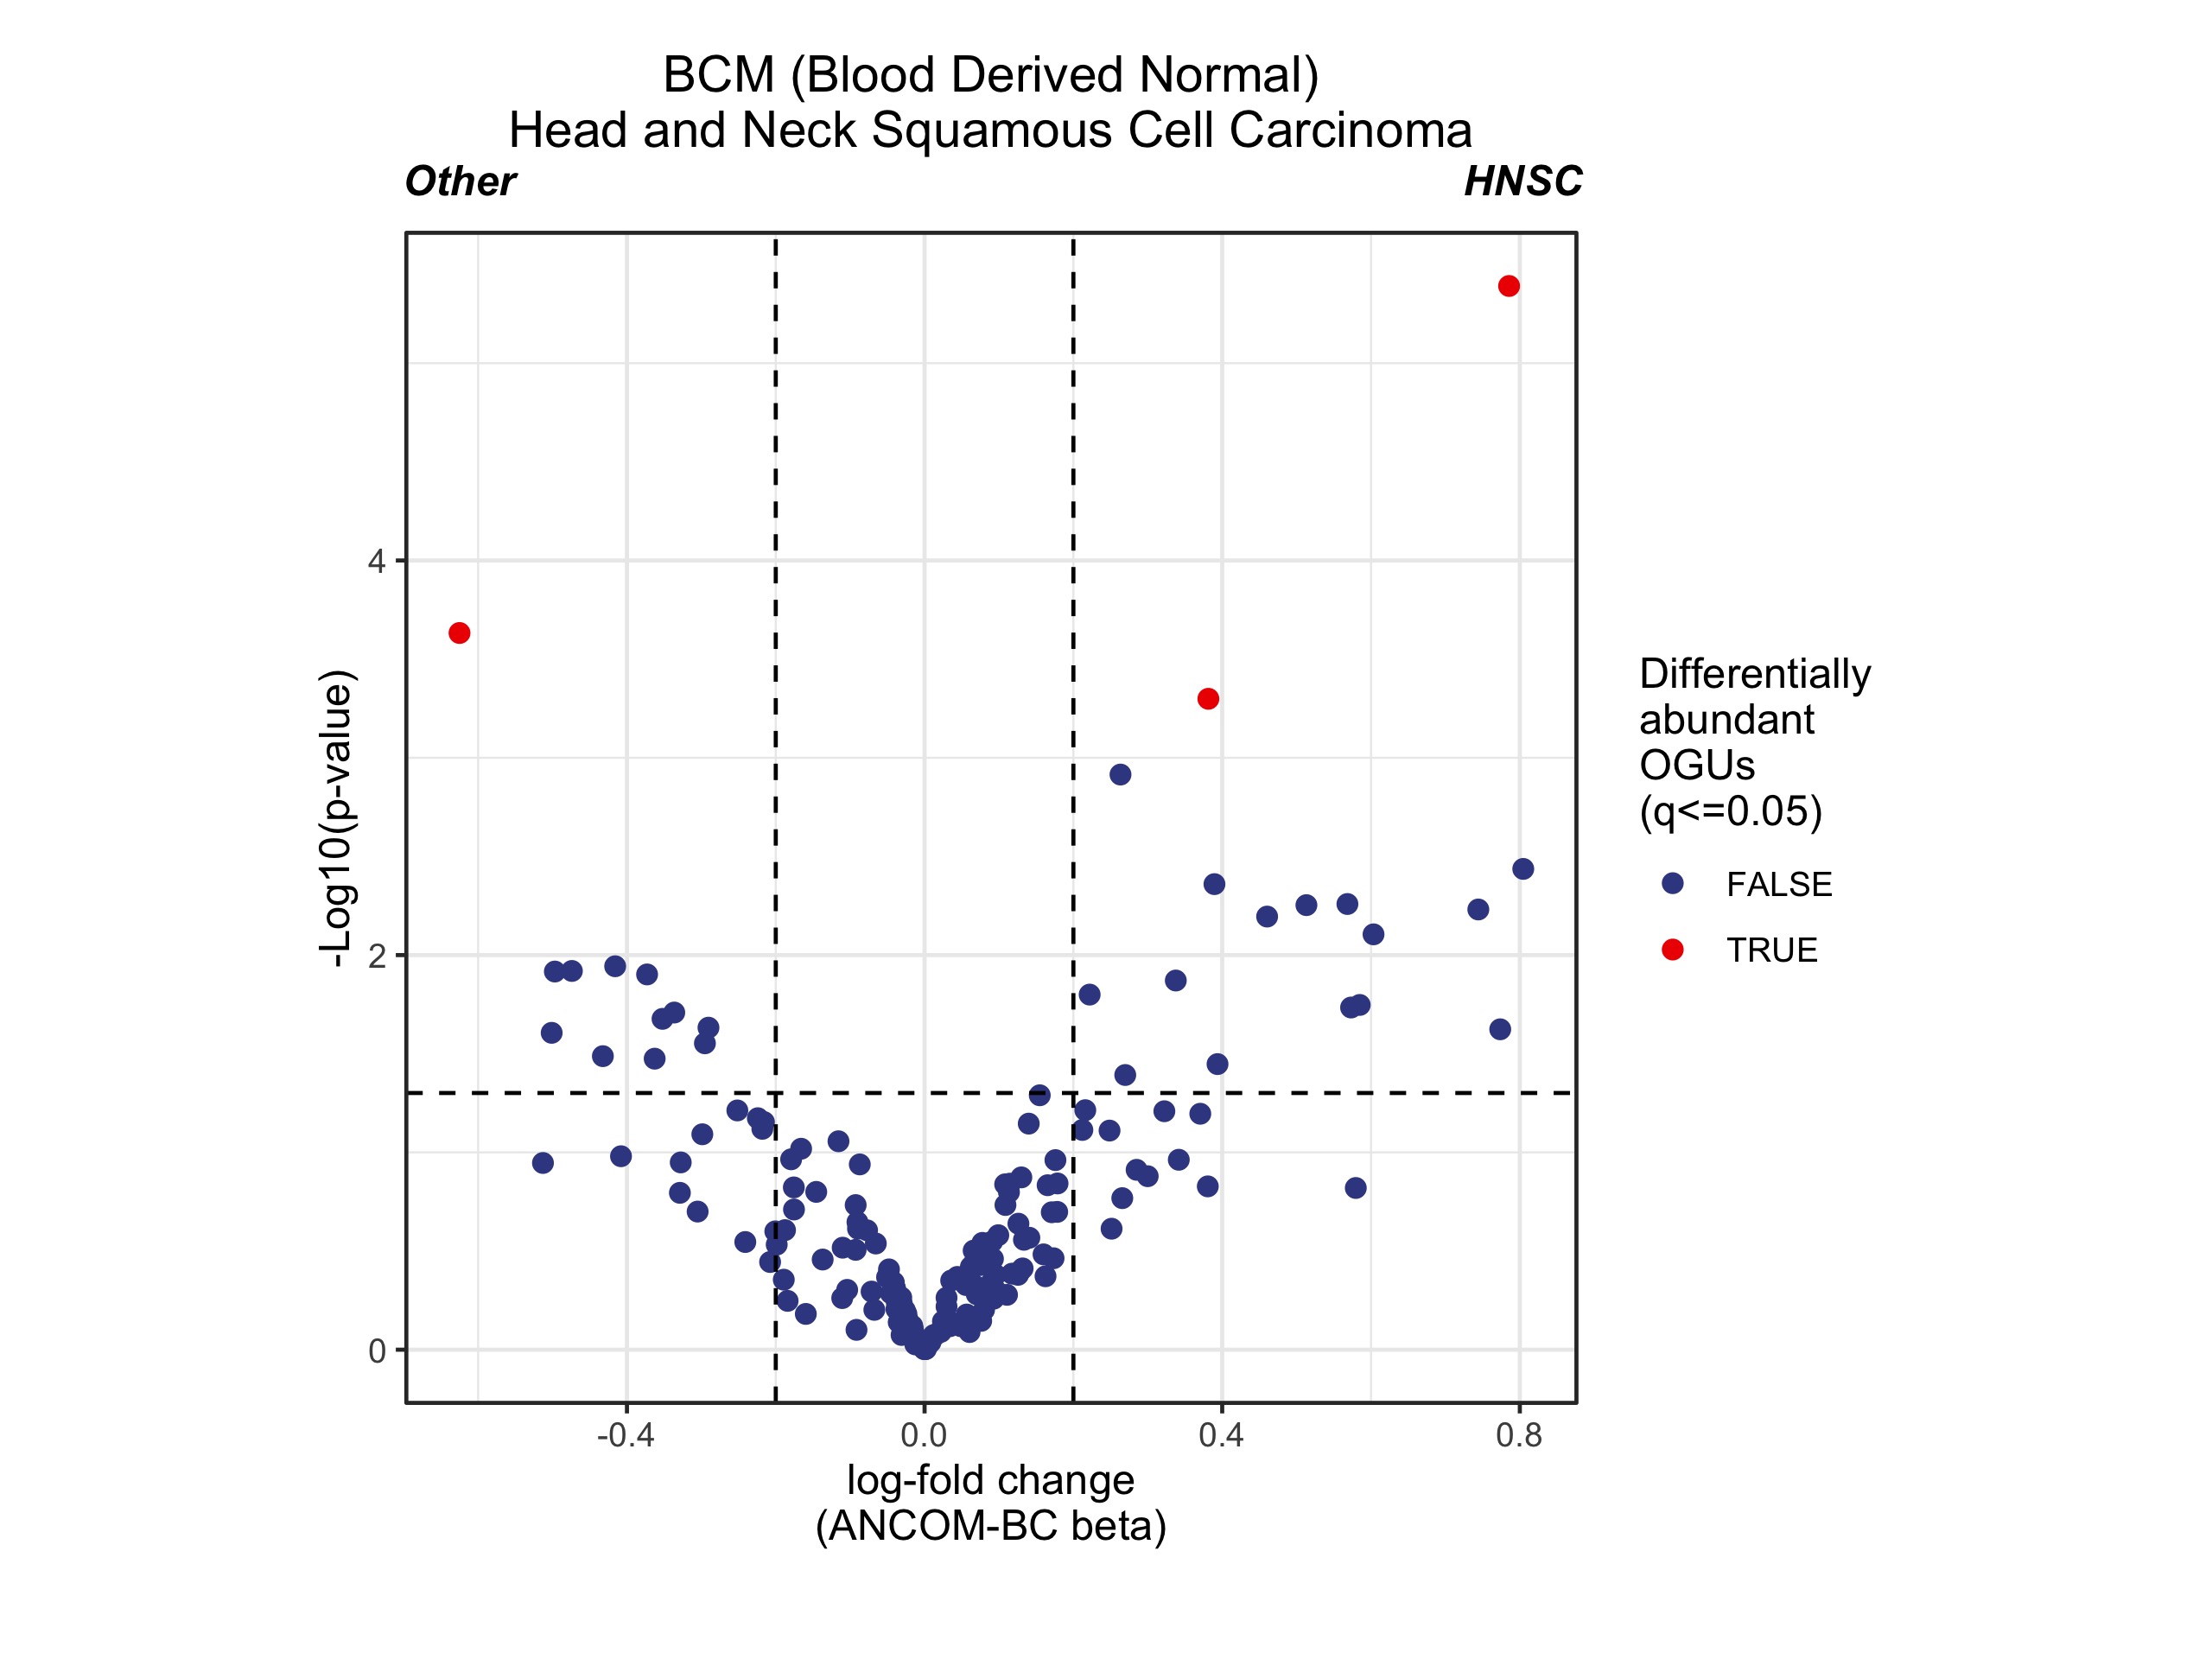 BCM (Blood Derived Normal)
Head and Neck Squamous Cell Carcinoma
Other
HNSC
-Log10(p-value)
4
2
0
-0.4
0.0
0.4
0.8
log-fold change
(ANCOM-BC beta)
Differentially
abundant
OGUs
(q<=0.05)
FALSE
TRUE